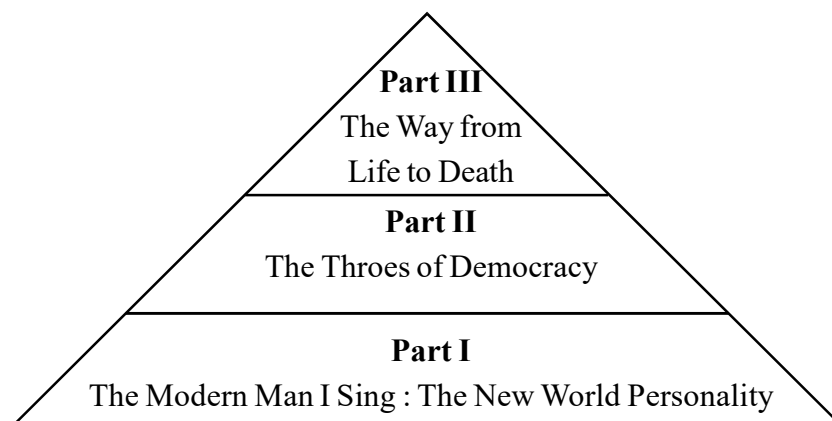 Part III
The Way from
Life to Death
Part II
The Throes of Democracy
Part I
The Modern Man I Sing : The New World Personality